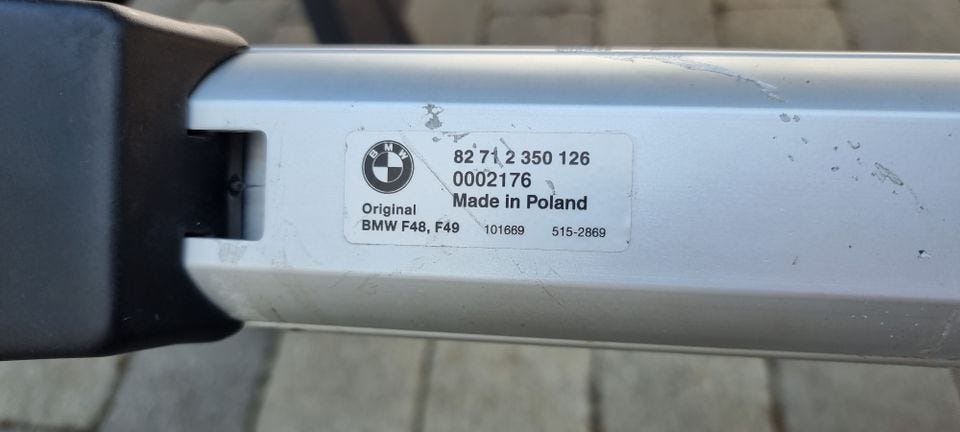 BMW
82 71 2 350 126
0002176
Made in Poland
Original
BMW F48, F49 101669 515-2869